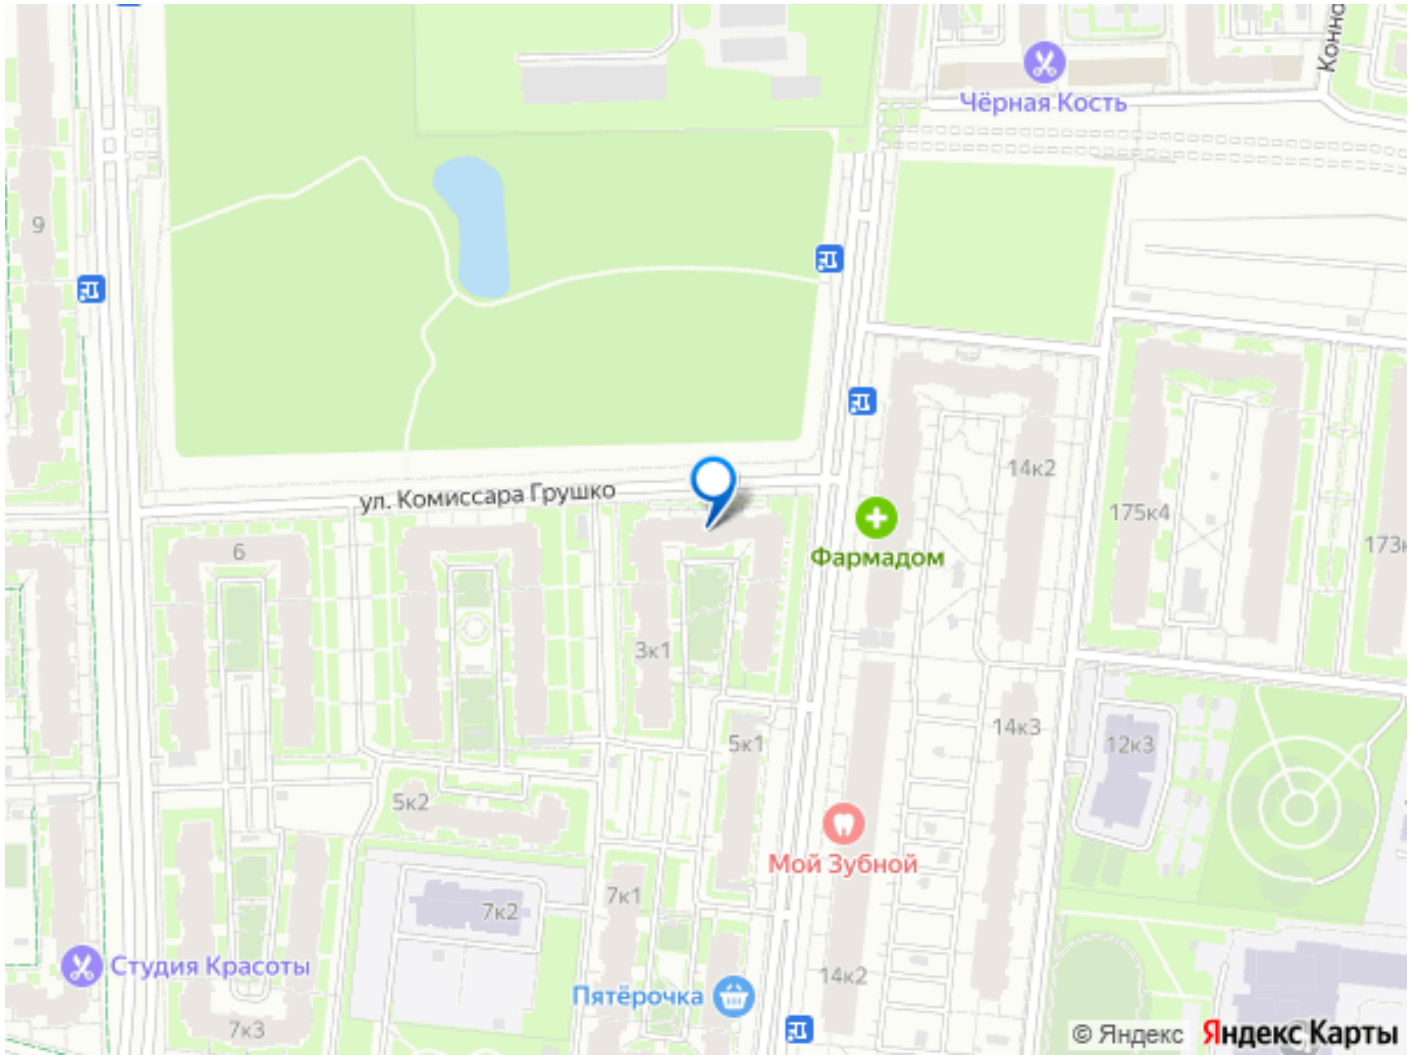 Конно
Чёрная Кость
9
14к2
ул. Комиссара Грушко
175к4
6
Фармадом
173к
3к1
14к3
5к1
12к3
5к2
Мой Зубной
7к1
7к2
Студия Красоты
14к2
Пятёрочка
7к3
© Яндекс Яндекс Карты